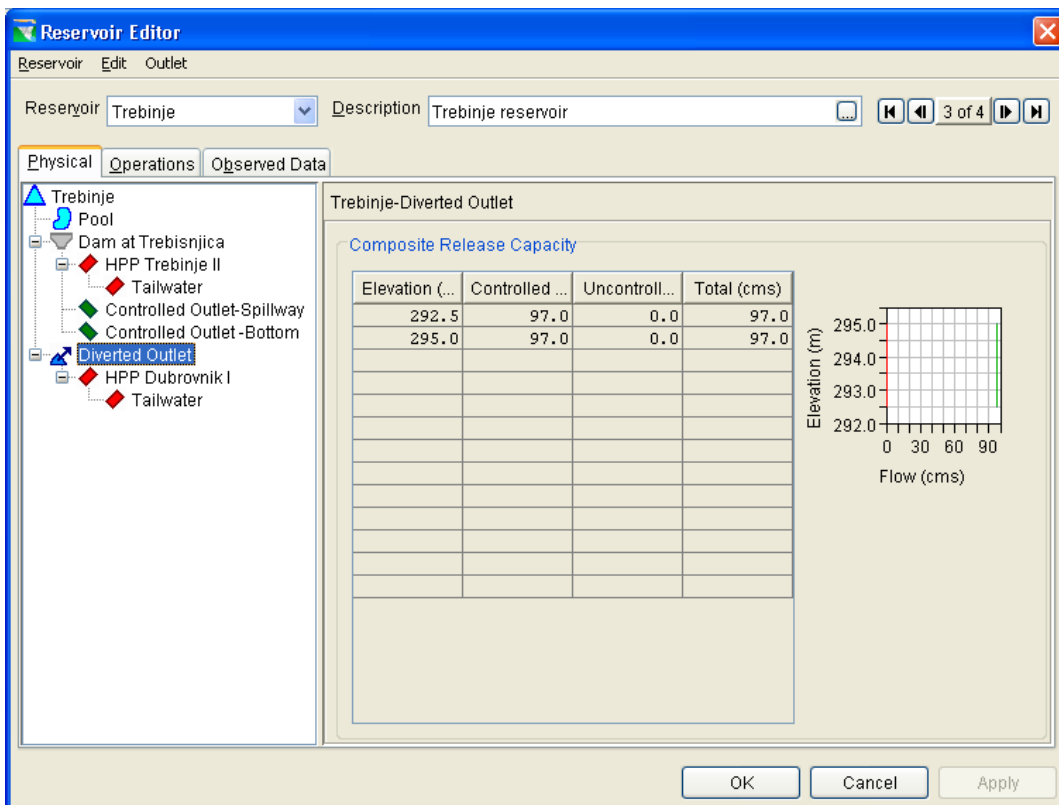 Reservoir Editor
Reservoir Edit Outlet
Reservoir Trebinje Description Trebinje reservoir ... 3 of 4
Physical Operations Observed Data
Trebinje
Pool
Dam at Trebisnjica
HPP Trebinje II
Tailwater
Controlled Outlet-Spillway
Controlled Outlet-Bottom
Diverted Outlet
HPP Dubrovnik I
Tailwater
Trebinje-Diverted Outlet
Composite Release Capacity
Elevation (... Controlled ... Uncontroll... Total (cms)
292.5 97.0 0.0 97.0
295.0 97.0 0.0 97.0
Elevation (m)
295.0
294.0
293.0
292.0
0 30 60 90
Flow (cms)
OK Cancel Apply